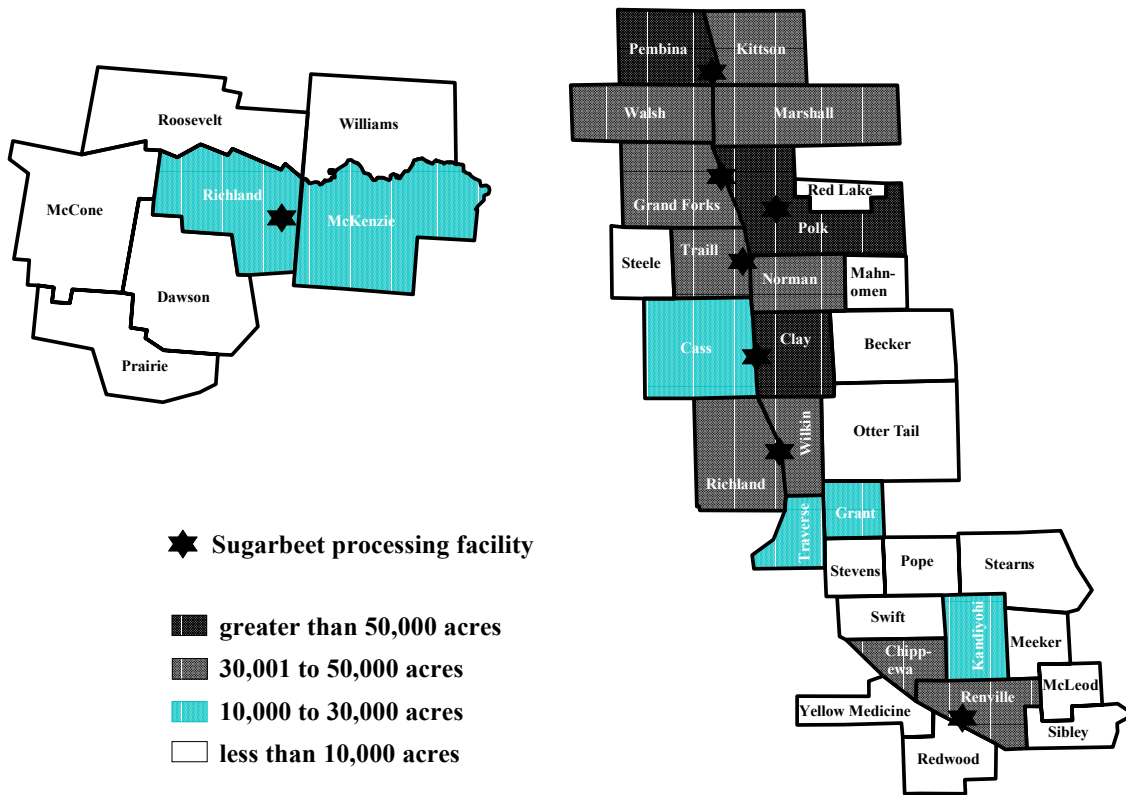 Pembina
Kittson
Walsh
Marshall
Roosevelt
Williams
Richland
McCone
McKenzie
Dawson
Prairie
Red Lake
Grand Forks
Polk
Steele
Traill
Norman
Mahn-
omen
Cass
Clay
Becker
Wilkin
Otter Tail
Richland
Traverse
Grant
Stevens
Pope
Stearns
Swift
Kandiyohi
Meeker
Chipp-
ewa
Renville
McLeod
Yellow Medicine
Sibley
Redwood
Sugarbeet processing facility
greater than 50,000 acres
30,001 to 50,000 acres
10,000 to 30,000 acres
less than 10,000 acres